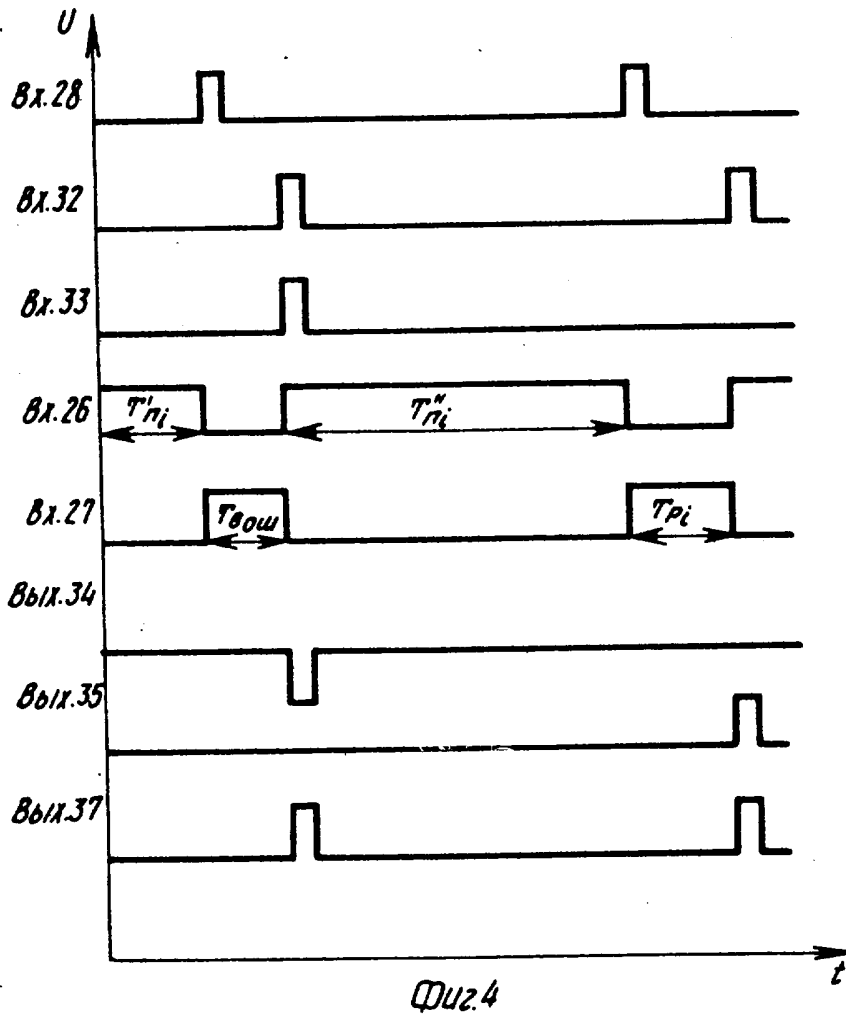 U
Вх.28
Вх.32
Вх.33
Вх.26
T'пi
T"пi
Вх.27
Tвош
Tрi
Вых.34
Вых.35
Вых.37
t
Фиг.4